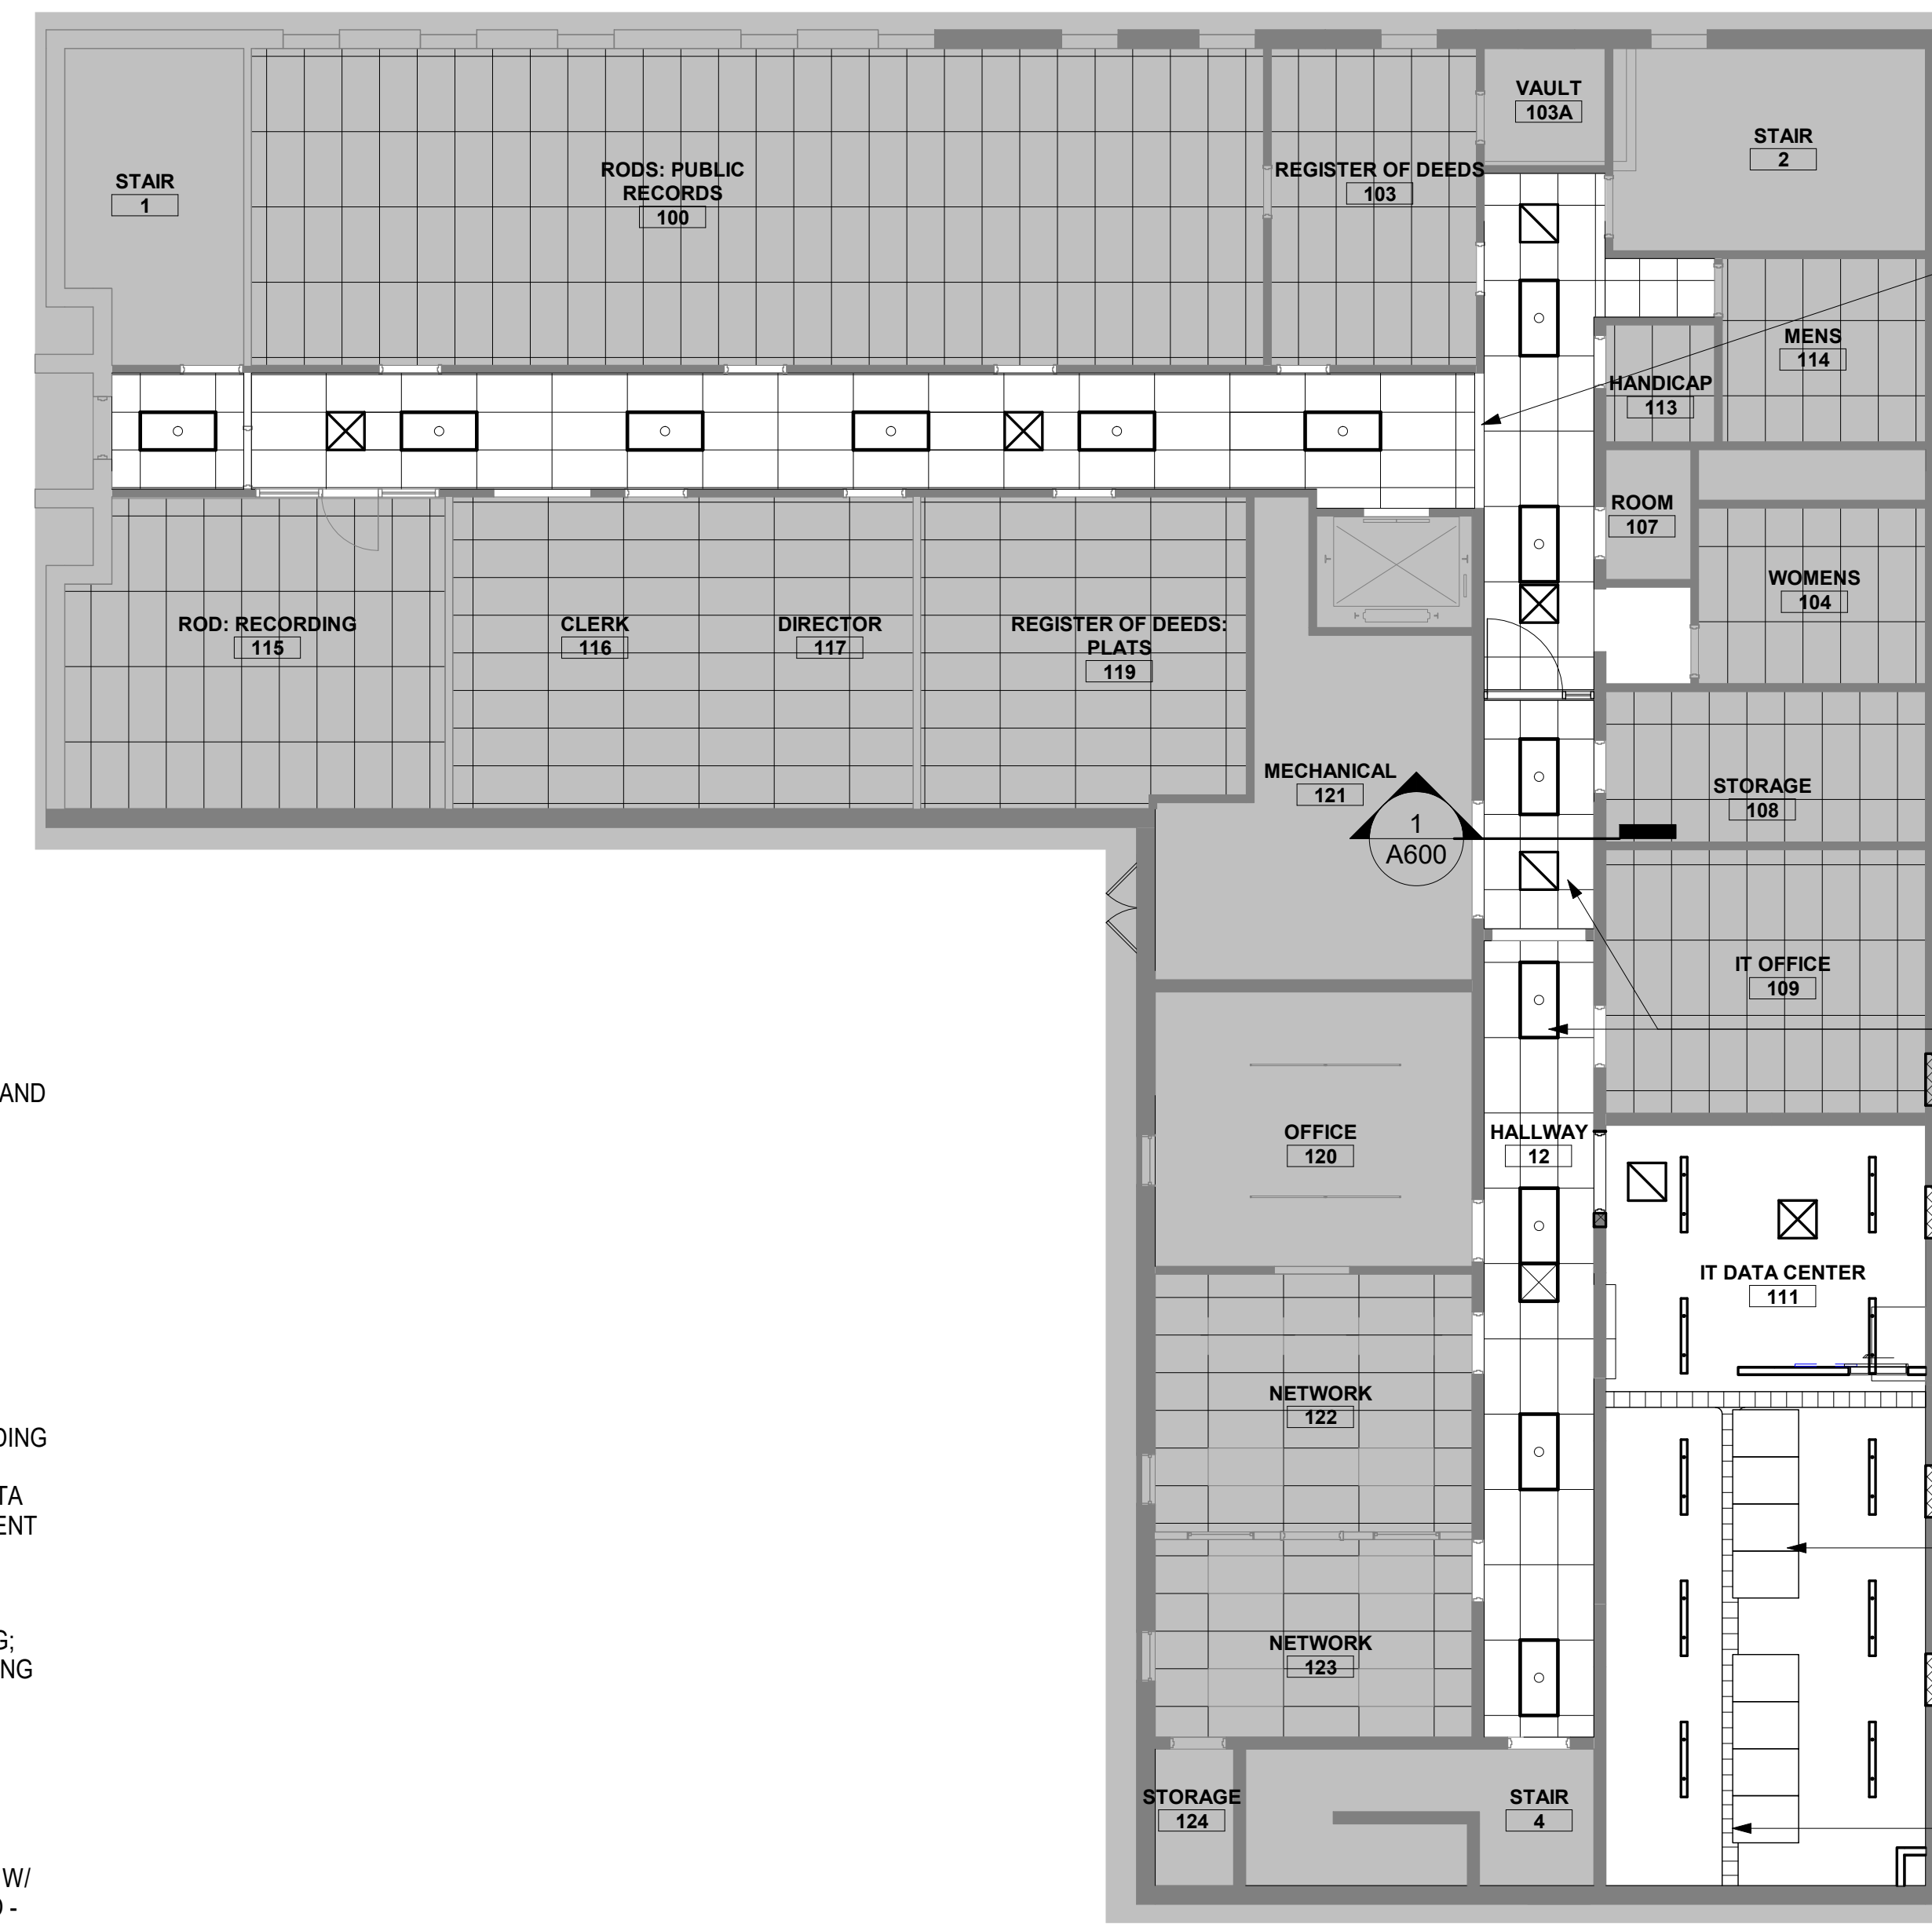 VAULT
103A
STAIR
2
RODS: PUBLIC
RECORDS
100
REGISTER OF DEEDS
103
STAIR
1
MENS
114
HANDICAP
113
ROOM
107
WOMENS
104
ROD: RECORDING
115
CLERK
116
DIRECTOR
117
REGISTER OF DEEDS:
PLATS
119
MECHANICAL
121
STORAGE
108
1
A600
IT OFFICE
109
AND
OFFICE
120
HALLWAY
12
IT DATA CENTER
111
NETWORK
122
DING
TA
ENT
G;
NG
NETWORK
123
STORAGE
124
STAIR
4
W/
-